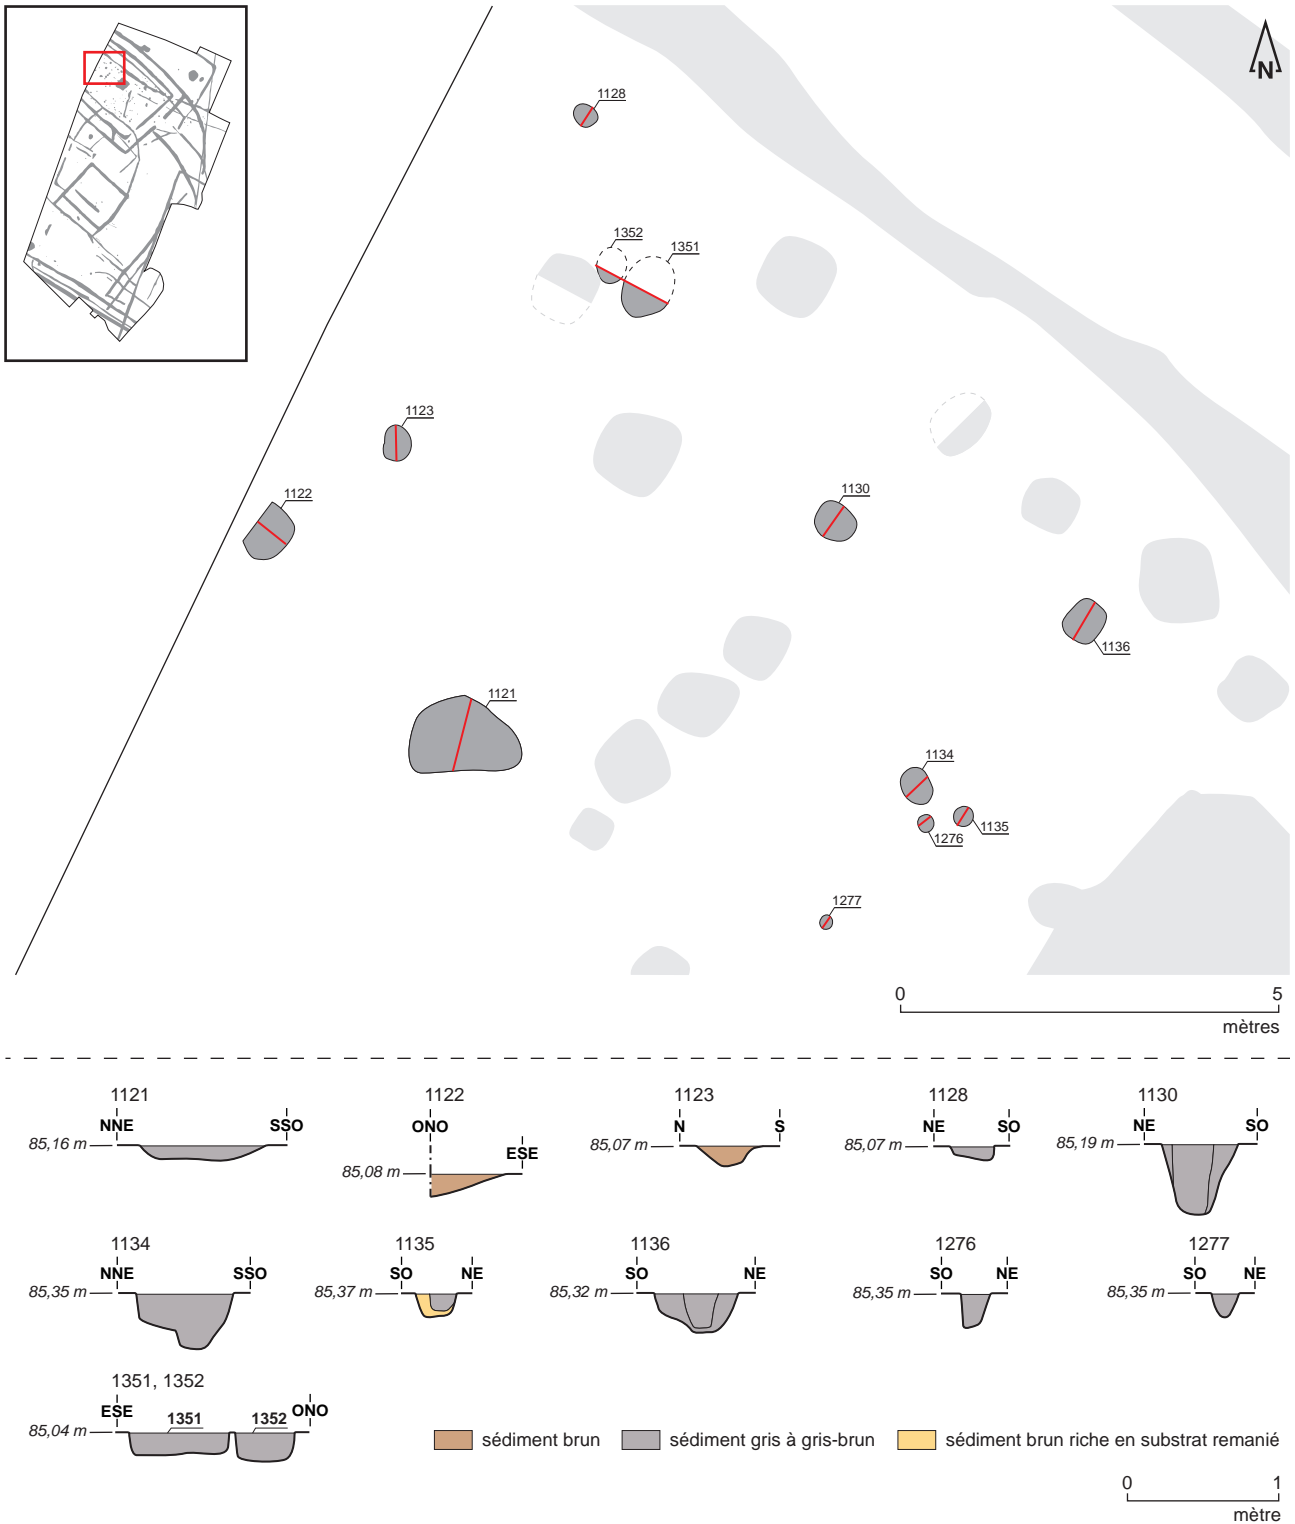 N
1128
1352
1351
1123
1122
1130
1136
1121
1134
1135
1276
1277
0 5
mètres
1121
NNE SSO
85,16 m
1122
ONO
ESE
85,08 m
1123
N S
85,07 m
1128
NE SO
85,07 m
1130
NE SO
85,19 m
1134
NNE SSO
85,35 m
1135
SO NE
85,37 m
1136
SO NE
85,32 m
1276
SO NE
85,35 m
1277
SO NE
85,35 m
1351, 1352
ESE ONO
1351 1352
85,04 m
sédiment brun
sédiment gris à gris-brun
sédiment brun riche en substrat remanié
0 1
mètre